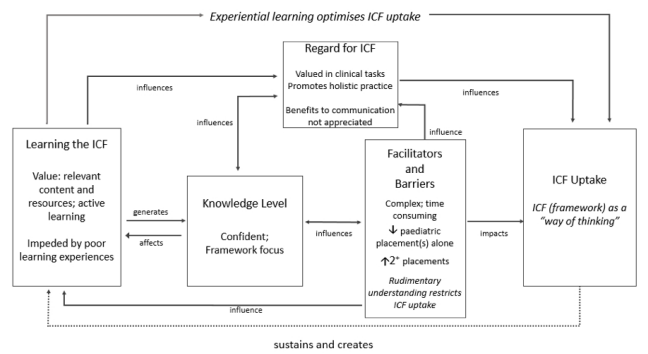 Experiential learning optimises ICF uptake
Regard for ICF
Valued in clinical tasks
Promotes holistic practice
Benefits to communication
not appreciated
influences
influences
influences
influence
Learning the ICF
Value: relevant
content and
resources; active
learning
Impeded by poor
learning experiences
generates
affects
Knowledge Level
Confident;
Framework focus
influences
Facilitators
and
Barriers
Complex; time
consuming
↓ paediatric
placement(s) alone
↑2⁺ placements
Rudimentary
understanding restricts
ICF uptake
impacts
ICF Uptake
ICF (framework) as a
"way of thinking"
influence
sustains and creates